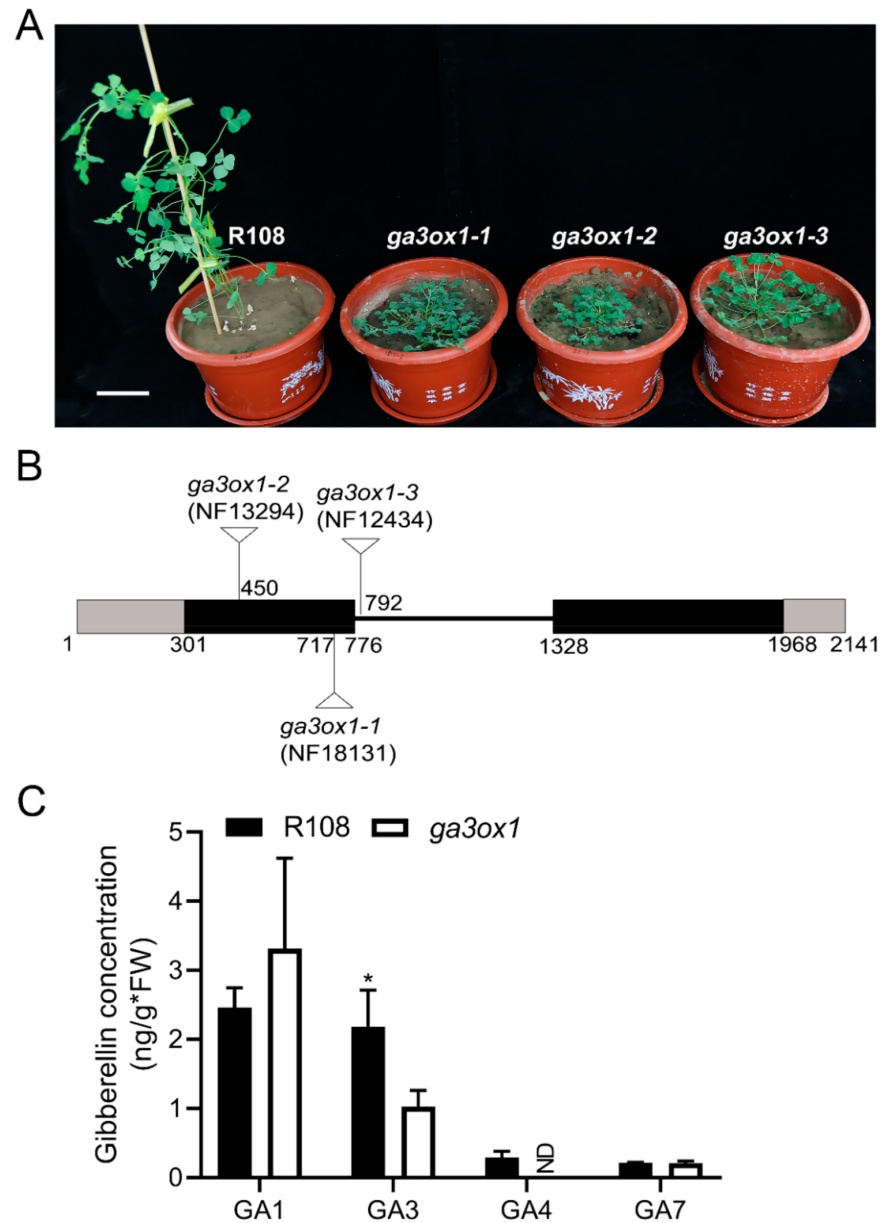 A
R108
ga3ox1-1
ga3ox1-2
ga3ox1-3
B
ga3ox1-2
(NF13294)
ga3ox1-3
(NF12434)
450
792
1
301
717
776
1328
1968
2141
ga3ox1-1
(NF18131)
C
R108
ga3ox1
Gibberellin concentration
(ng/g*FW)
5
4
3
2
1
0
*
ND
GA1
GA3
GA4
GA7